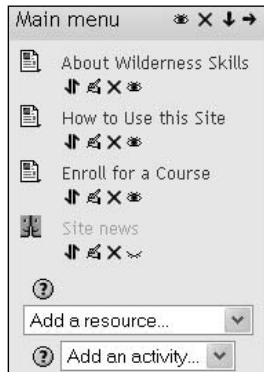 Main menu
About Wilderness Skills
How to Use this Site
Enroll for a Course
Site news
?
Add a resource...
? Add an activity...